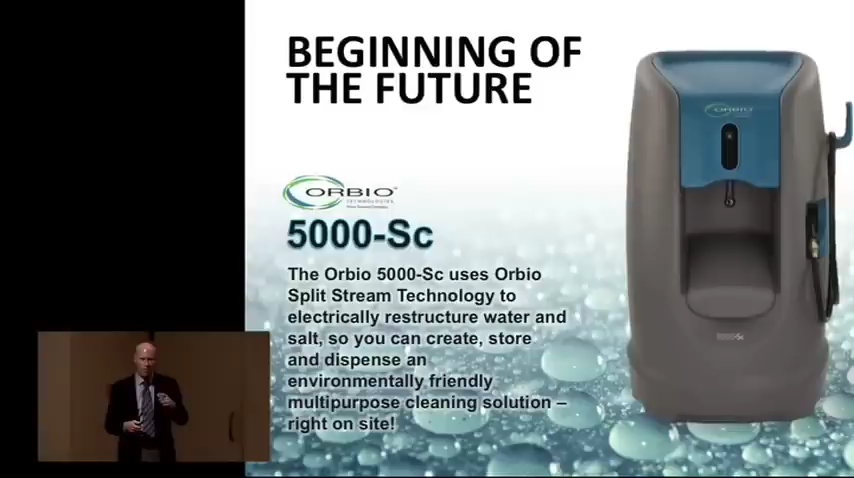 BEGINNING OF
THE FUTURE
ORBIO
TECHNOLOGIES
5000-Sc
The Orbio 5000-Sc uses Orbio
Split Stream Technology to
electrically restructure water and
salt, so you can create, store
and dispense an
environmentally friendly
multipurpose cleaning solution –
right on site!
ORBIO